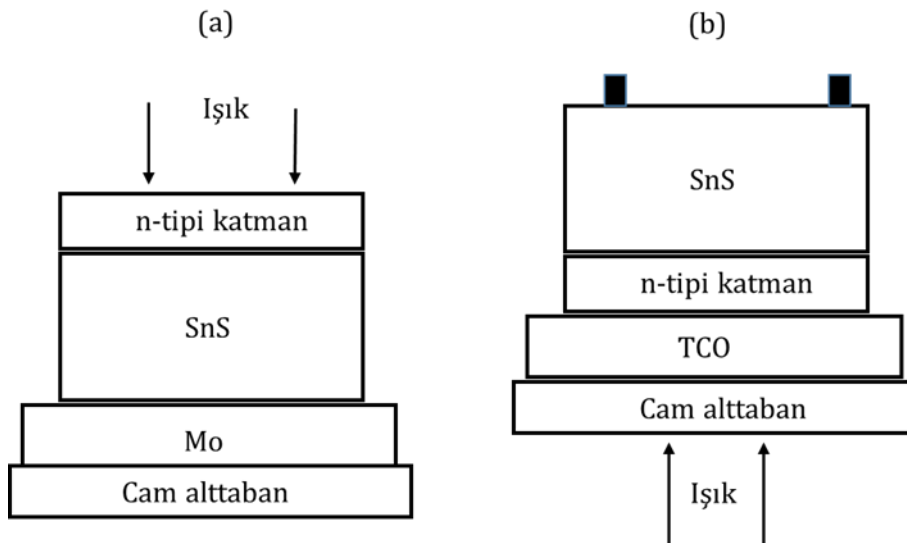 (a)
Işık
n-tipi katman
SnS
Mo
Cam alttaban
(b)
SnS
n-tipi katman
TCO
Cam alttaban
Işık